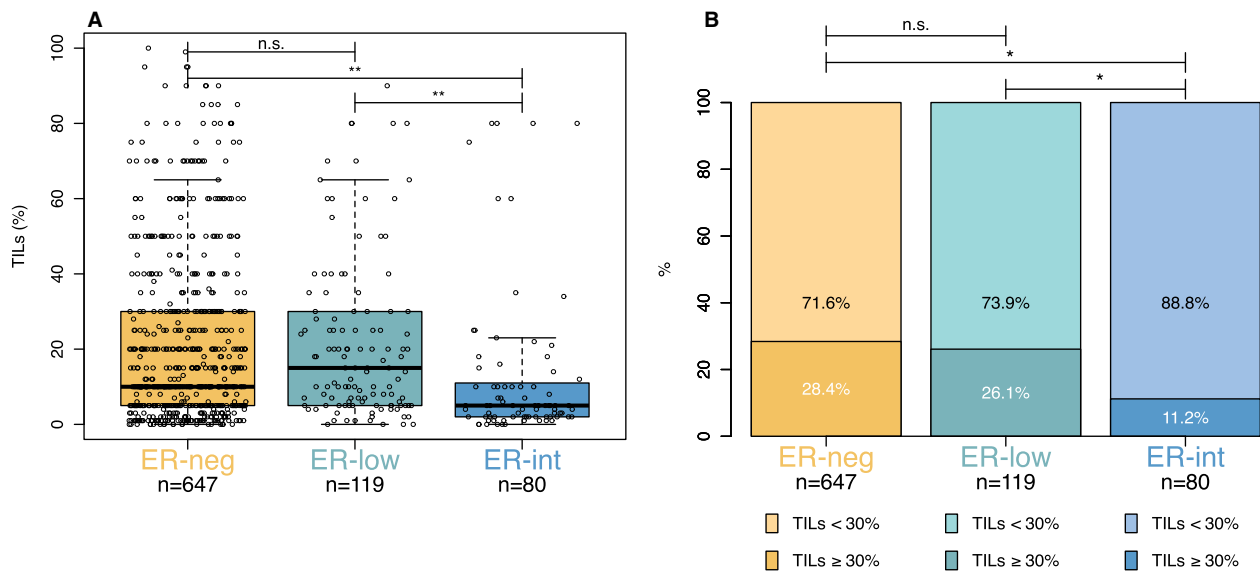 A
TILs (%)
100
80
60
40
20
0
n.s.
**
**
ER-neg
n=647
ER-low
n=119
ER-int
n=80
B
%
100
80
60
40
20
0
n.s.
*
*
71.6%
28.4%
73.9%
26.1%
88.8%
11.2%
ER-neg
n=647
ER-low
n=119
ER-int
n=80
TILs < 30%
TILs < 30%
TILs < 30%
TILs ≥ 30%
TILs ≥ 30%
TILs ≥ 30%